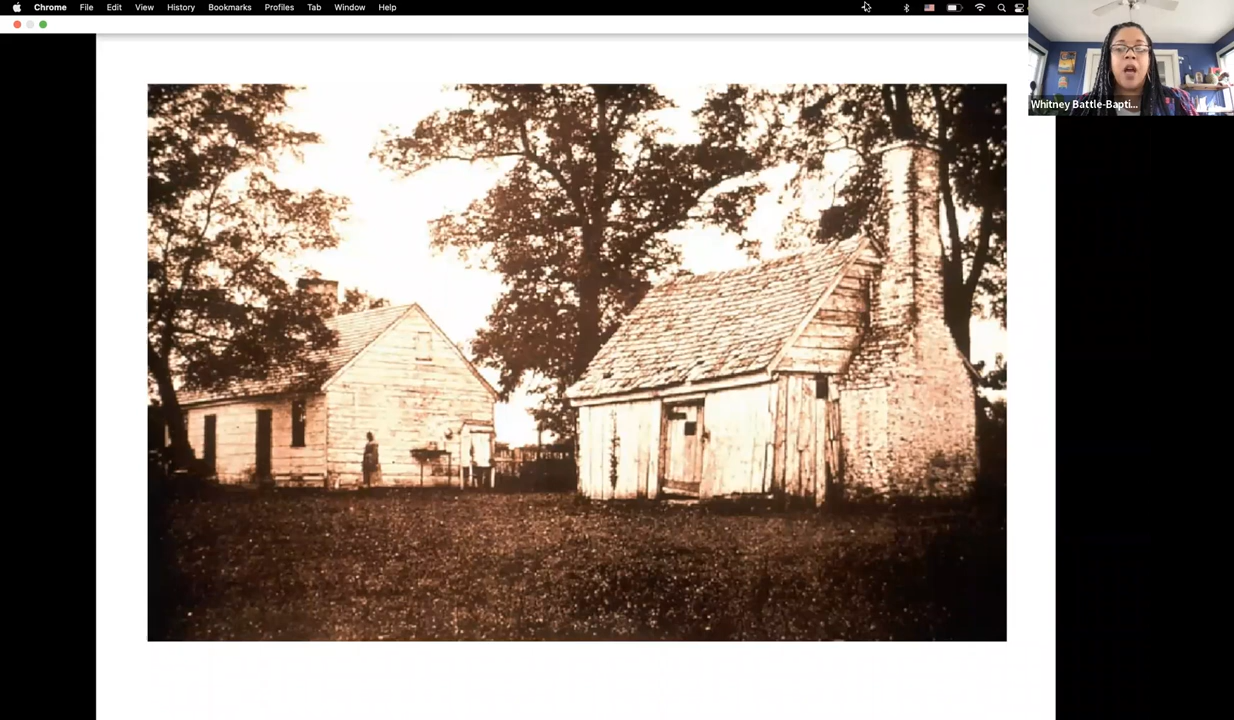 Chrome File Edit View History Bookmarks Profiles Tab Window Help
Whitney Battle-Bapti...